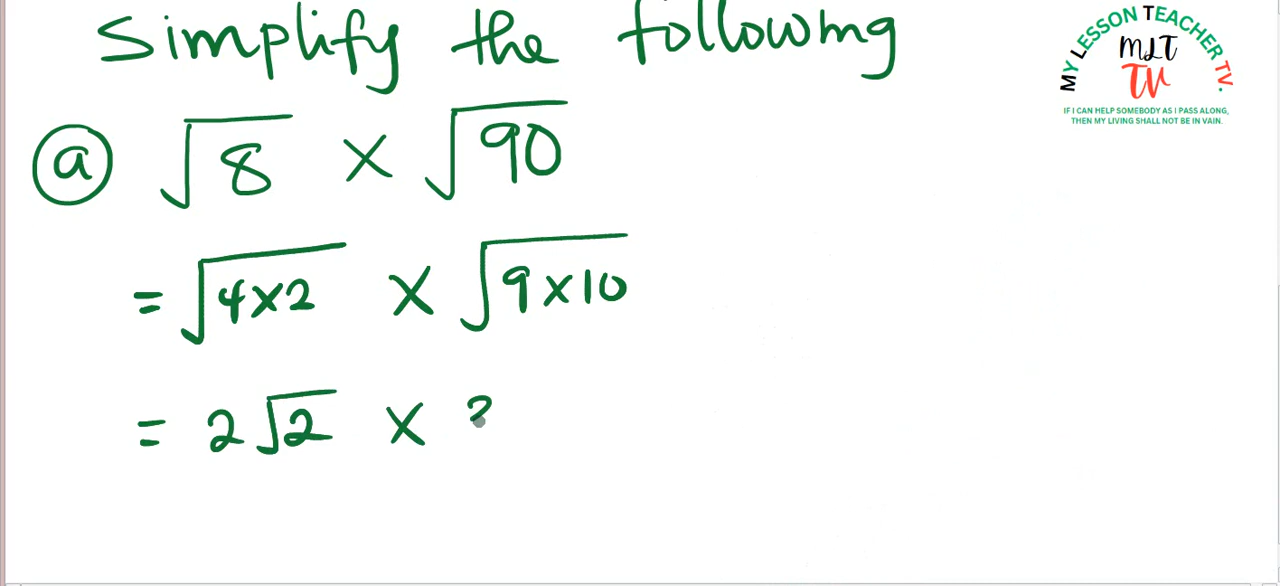 Simplify the following
MY LESSON TEACHER TV.
MLT
TV
IF I CAN HELP SOMEBODY AS I PASS ALONG,
THEN MY LIVING SHALL NOT BE IN VAIN.
(a) √8 × √90
= √4×2 × √9×10
= 2√2 ×